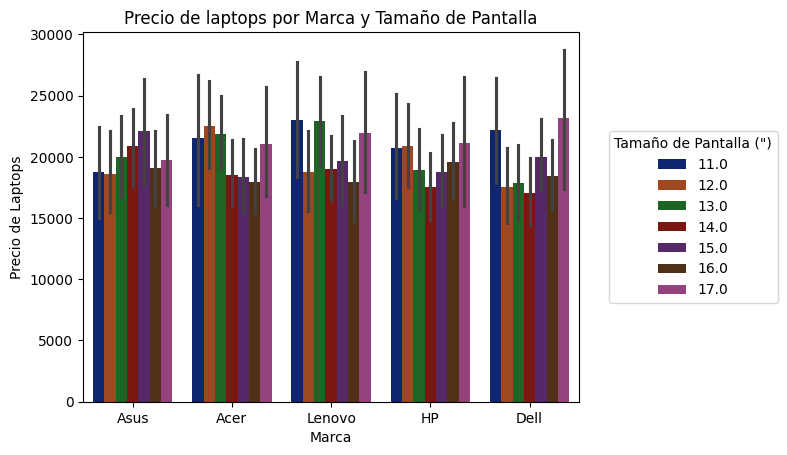 Precio de laptops por Marca y Tamaño de Pantalla
30000
25000
20000
15000
10000
5000
0
Precio de Laptops
Asus Acer Lenovo HP Dell
Marca
Tamaño de Pantalla (")
11.0
12.0
13.0
14.0
15.0
16.0
17.0